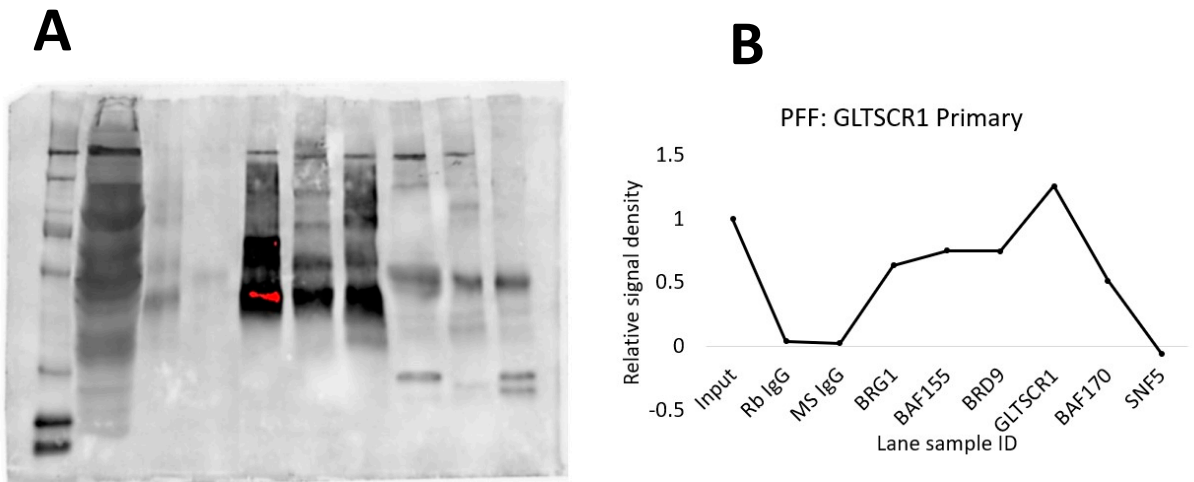 A
B
PFF: GLTSCR1 Primary
Relative signal density
1.5
1
0.5
0
-0.5
Input
Rb IgG
MS IgG
BRG1
BAF155
BRD9
GLTSCR1
BAF170
SNF5
Lane sample ID